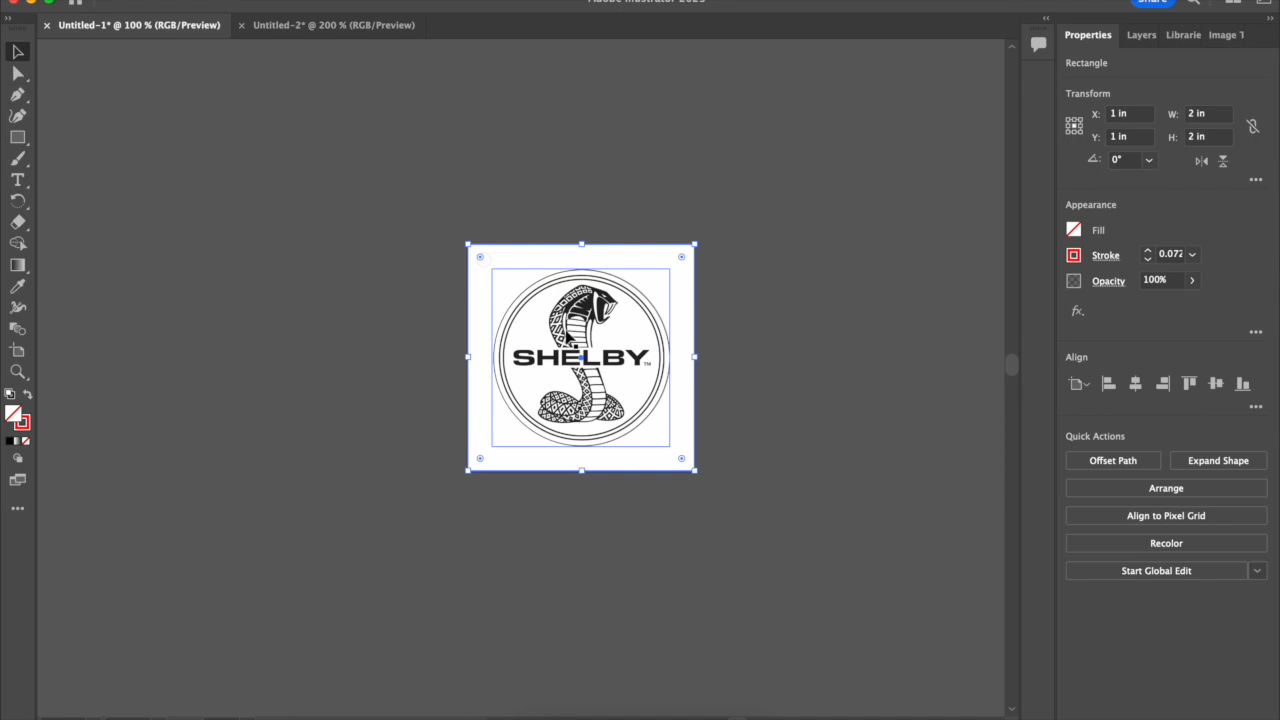 Share
Untitled-1* @ 100 % (RGB/Preview)
Untitled-2* @ 200 % (RGB/Preview)
Properties
Layers
Librarie
Image T
Rectangle
Transform
X: 1 in
W: 2 in
Y: 1 in
H: 2 in
0°
Appearance
Fill
Stroke
0.072
Opacity
100%
fx.
Align
Quick Actions
Offset Path
Expand Shape
Arrange
Align to Pixel Grid
Recolor
Start Global Edit
SHELBY™